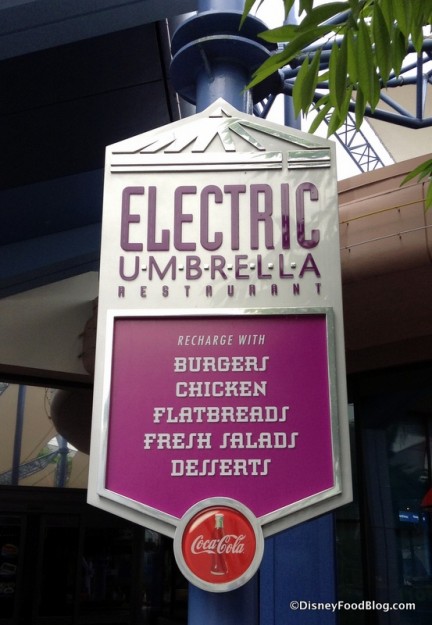 ELECTRIC
U·M·B·R·E·L·L·A
RESTAURANT
RECHARGE WITH
BURGERS
CHICKEN
FLATBREADS
FRESH SALADS
DESSERTS
Coca-Cola
©DisneyFoodBlog.com